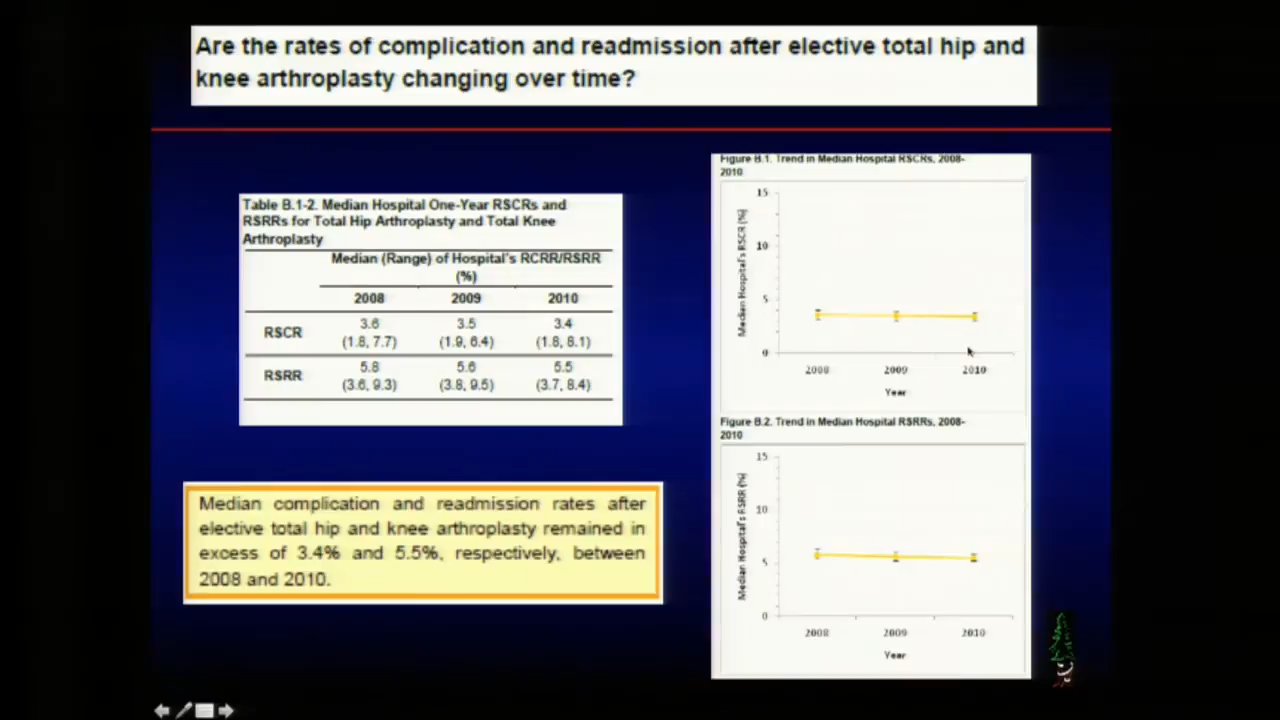 Are the rates of complication and readmission after elective total hip and
knee arthroplasty changing over time?
Table B.1-2. Median Hospital One-Year RSCRs and
RSRRs for Total Hip Arthroplasty and Total Knee
Arthroplasty
Median (Range) of Hospital's RCRR/RSRR
(%)
2008 2009 2010
RSCR 3.6 3.5 3.4
(1.8, 7.7) (1.9, 6.4) (1.8, 8.1)
RSRR 5.8 5.6 5.5
(3.6, 9.3) (3.8, 9.5) (3.7, 8.4)
Median complication and readmission rates after
elective total hip and knee arthroplasty remained in
excess of 3.4% and 5.5%, respectively, between
2008 and 2010.
Figure B.1. Trend in Median Hospital RSCRs, 2008-
2010
Median Hospital's RSCR (%)
15
10
5
0
2008 2009 2010
Year
Figure B.2. Trend in Median Hospital RSRRs, 2008-
2010
Median Hospital's RSRR (%)
15
10
5
0
2008 2009 2010
Year